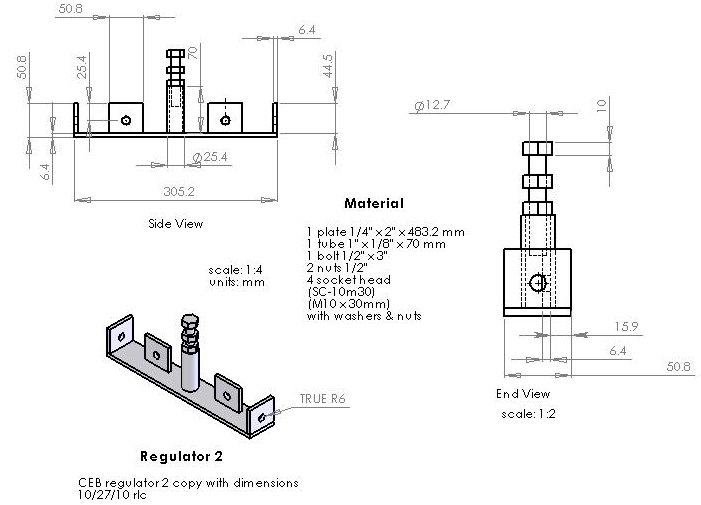 50.8
6.4
50.8
25.4
70
44.5
6.4
Ø25.4
305.2
Side View
scale: 1:4
units: mm
Material
1 plate 1/4" x 2" x 483.2 mm
1 tube 1" x 1/8" x 70 mm
1 bolt 1/2" x 3"
2 nuts 1/2"
4 socket head
(SC-10m30)
(M10 x 30mm)
with washers & nuts
Ø12.7
10
15.9
6.4
50.8
End View
scale: 1:2
TRUE R6
Regulator 2
CEB regulator 2 copy with dimensions
10/27/10 rlc